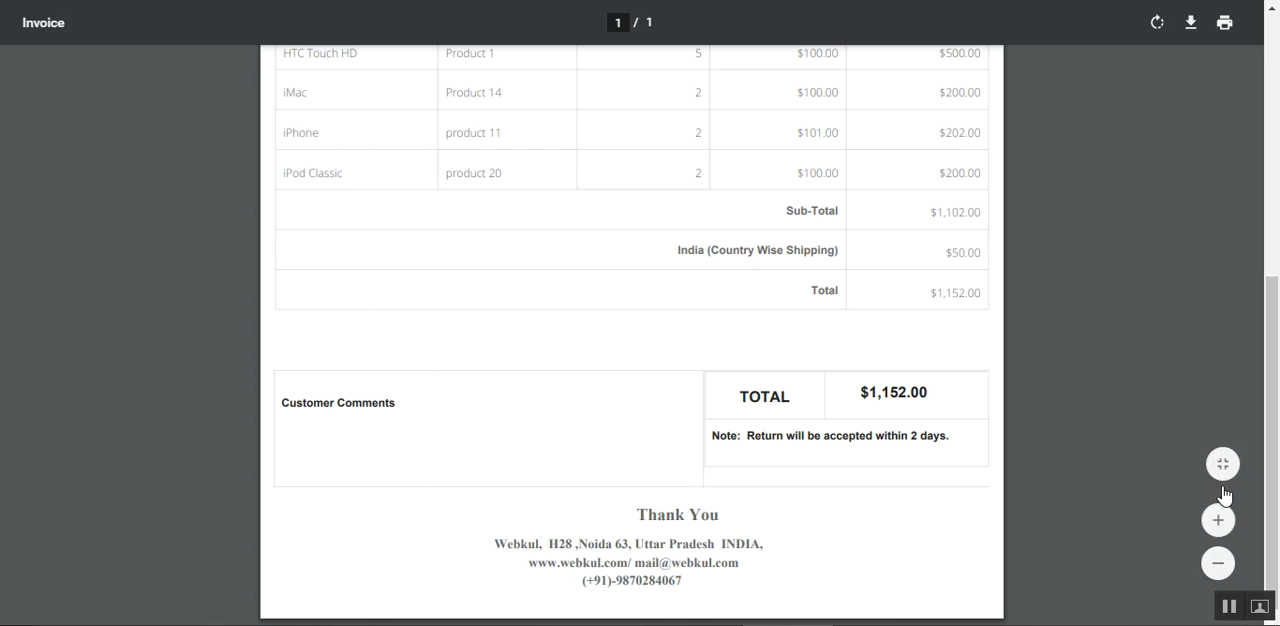 Invoice 1 / 1
HTC Touch HD Product 1 5 $100.00 $500.00
iMac Product 14 2 $100.00 $200.00
iPhone product 11 2 $101.00 $202.00
iPod Classic product 20 2 $100.00 $200.00
Sub-Total $1,102.00
India (Country Wise Shipping) $50.00
Total $1,152.00
Customer Comments
TOTAL $1,152.00
Note: Return will be accepted within 2 days.
Thank You
Webkul, H28 ,Noida 63, Uttar Pradesh INDIA,
www.webkul.com/ mail@webkul.com
(+91)-9870284067